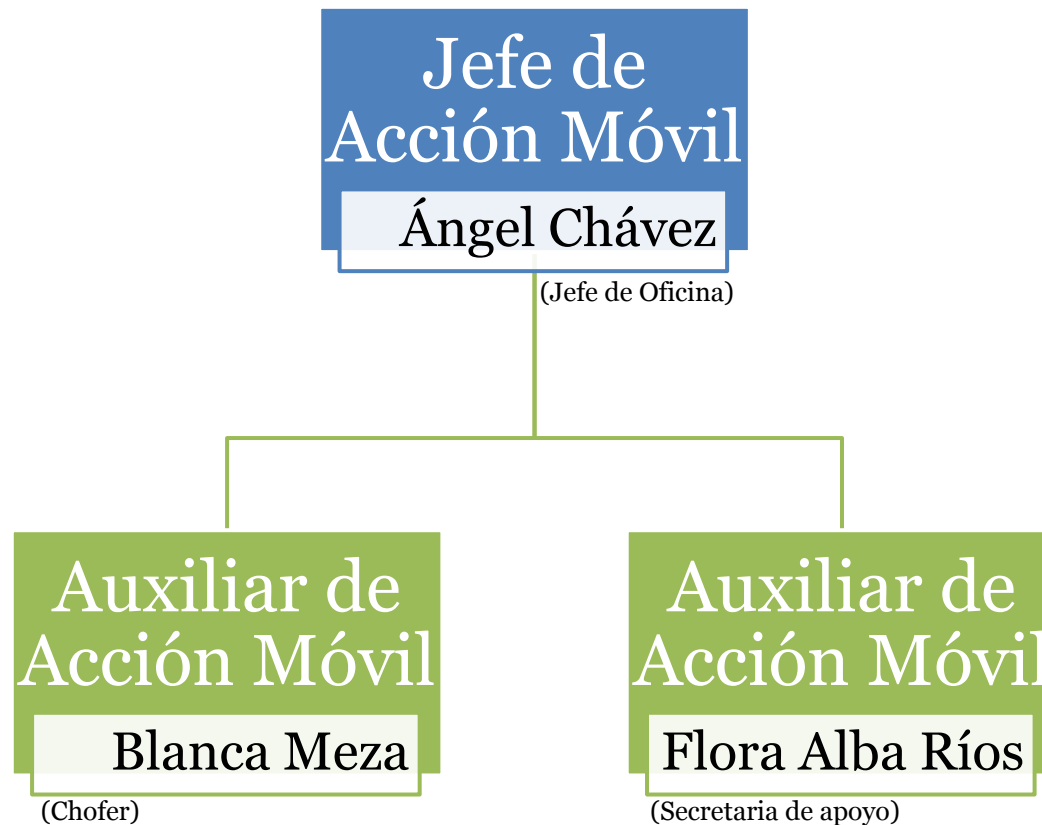 Jefe de
Acción Móvil
Ángel Chávez
(Jefe de Oficina)
Auxiliar de
Acción Móvil
Blanca Meza
(Chofer)
Auxiliar de
Acción Móvil
Flora Alba Ríos
(Secretaria de apoyo)